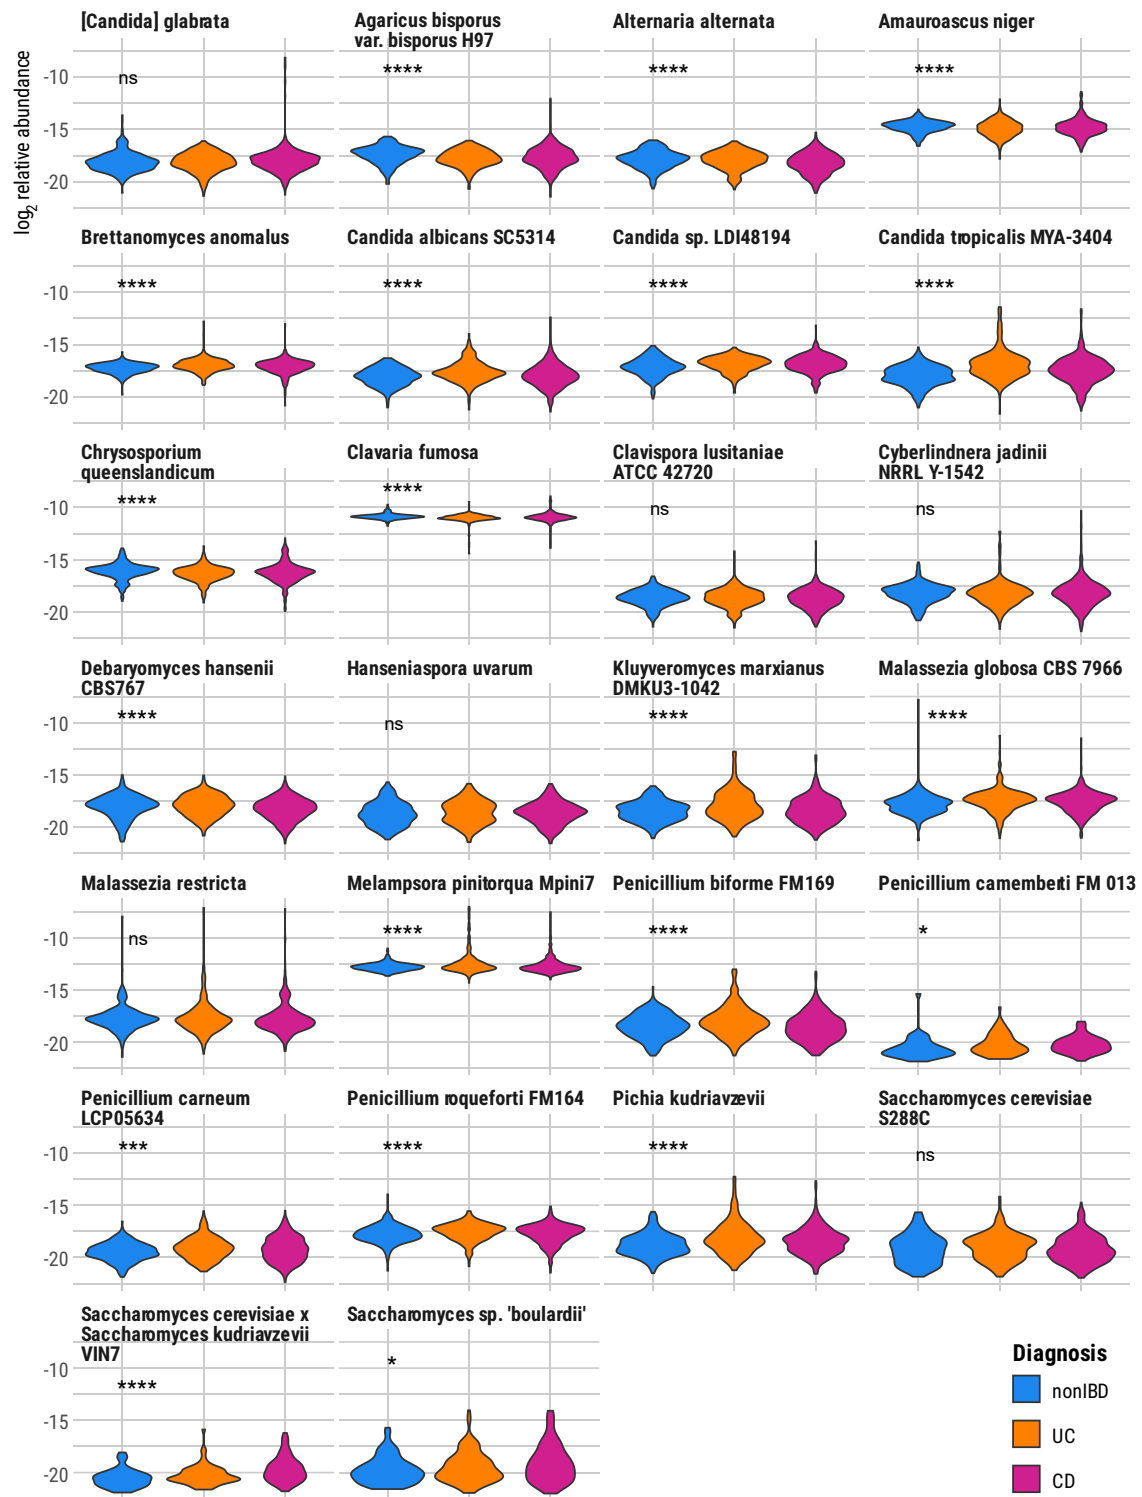 [Candida] glabrata
Agaricus bisporus
var. bisporus H97
Alternaria alternata
Amauroascus niger
log2 relative abundance
-10
-15
-20
ns
****
****
****
Brettanomyces anomalus
Candida albicans SC5314
Candida sp. LDI48194
Candida tropicalis MYA-3404
-10
-15
-20
****
****
****
****
Chrysosporium
queenslandicum
Clavaria fumosa
Clavispora lusitaniae
ATCC 42720
Cyberlindnera jadinii
NRRL Y-1542
-10
-15
-20
****
****
ns
ns
Debaryomyces hansenii
CBS767
Hanseniaspora uvarum
Kluyveromyces marxianus
DMKU3-1042
Malassezia globosa CBS 7966
-10
-15
-20
****
ns
****
****
Malassezia restricta
Melampsora pinitorqua Mpini7
Penicillium biforme FM169
Penicillium camemberti FM 013
-10
-15
-20
ns
****
****
*
Penicillium carneum
LCP05634
Penicillium roqueforti FM164
Pichia kudriavzevii
Saccharomyces cerevisiae
S288C
-10
-15
-20
***
****
****
ns
Saccharomyces cerevisiae x
Saccharomyces kudriavzevii
VIN7
Saccharomyces sp. 'boulardii'
-10
-15
-20
****
*
Diagnosis
nonIBD
UC
CD